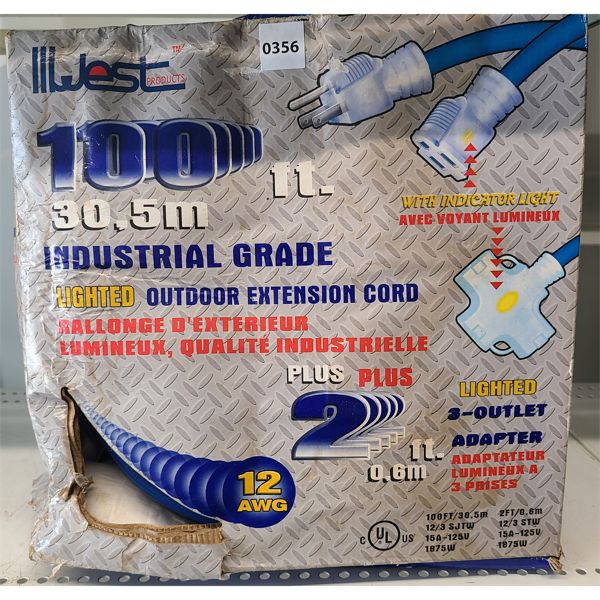 West™
PRODUCTS
0356
100 ft.
30,5m
INDUSTRIAL GRADE
LIGHTED OUTDOOR EXTENSION CORD
RALLONGE D'EXTERIEUR
LUMINEUX, QUALITÉ INDUSTRIELLE
WITH INDICATOR LIGHT
AVEC VOYANT LUMINEUX
PLUS PLUS
2 ft.
0.6m
LIGHTED
3-OUTLET
ADAPTER
ADAPTATEUR
LUMINEUX A
3 PRISES
12
AWG
C UL US
100FT/30.5m
12/3 SJTW
15A-125V
1875W
2FT/0,6m
12/3 STW
15A-125V
1875W